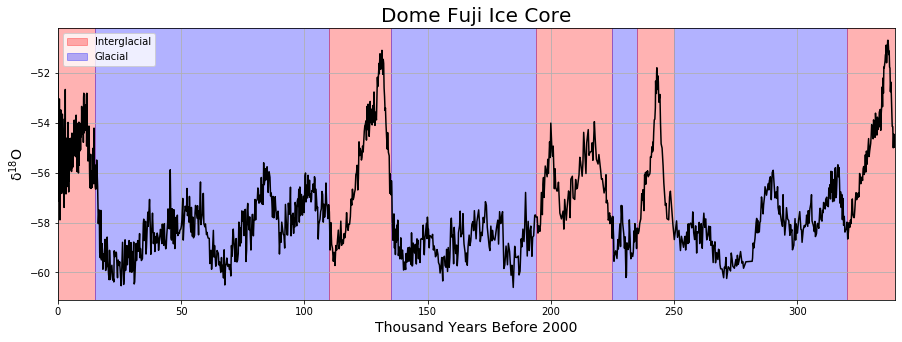 Dome Fuji Ice Core
Interglacial
Glacial
δ¹⁸O
−52
−54
−56
−58
−60
0 50 100 150 200 250 300
Thousand Years Before 2000